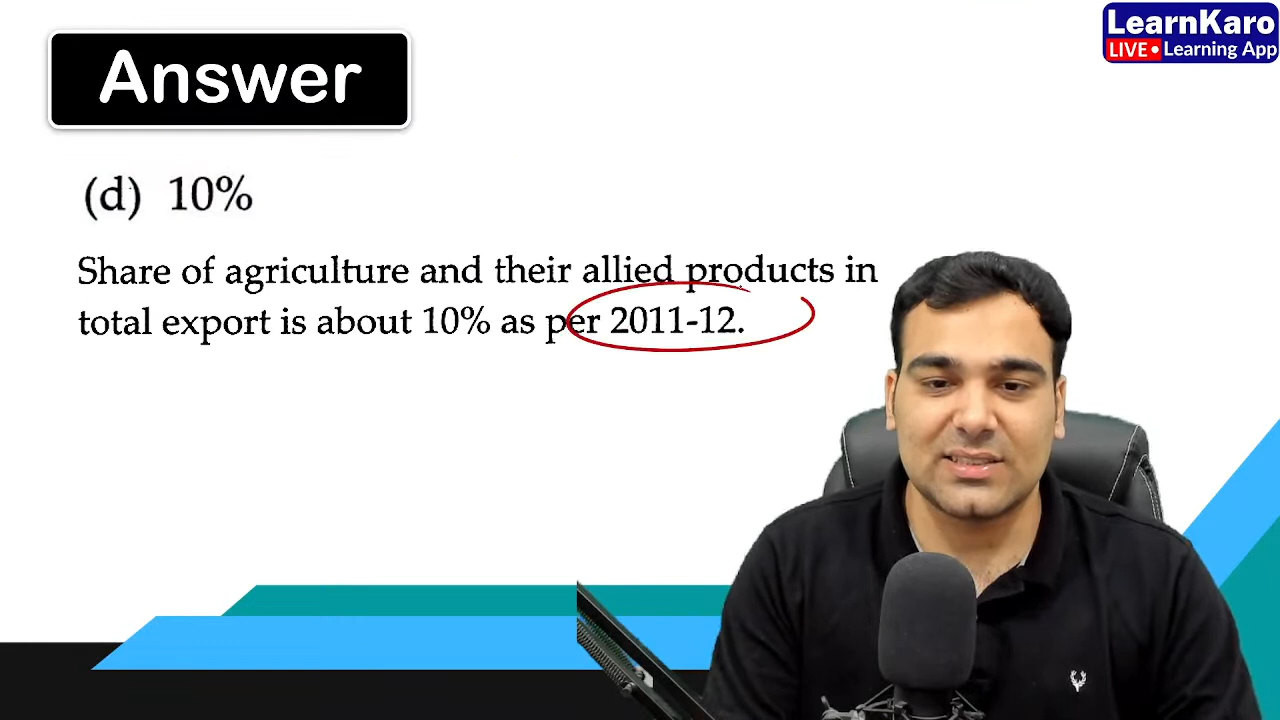 LearnKaro
LIVE • Learning App
Answer
(d) 10%
Share of agriculture and their allied products in
total export is about 10% as per 2011-12.